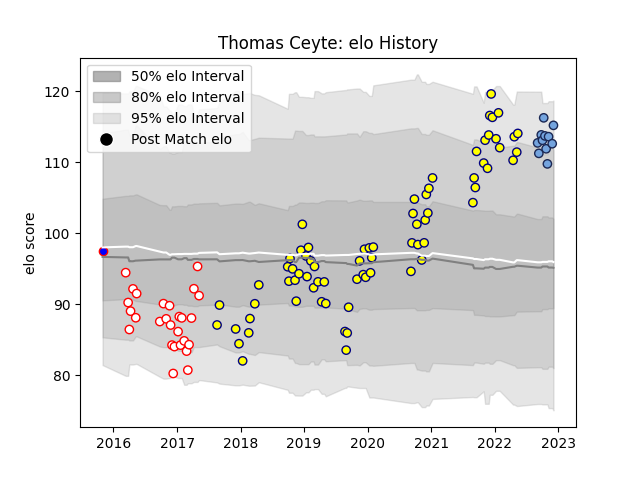 Thomas Ceyte: elo History
50% elo Interval
80% elo Interval
95% elo Interval
Post Match elo
elo score
120
110
100
90
80
2016 2017 2018 2019 2020 2021 2022 2023